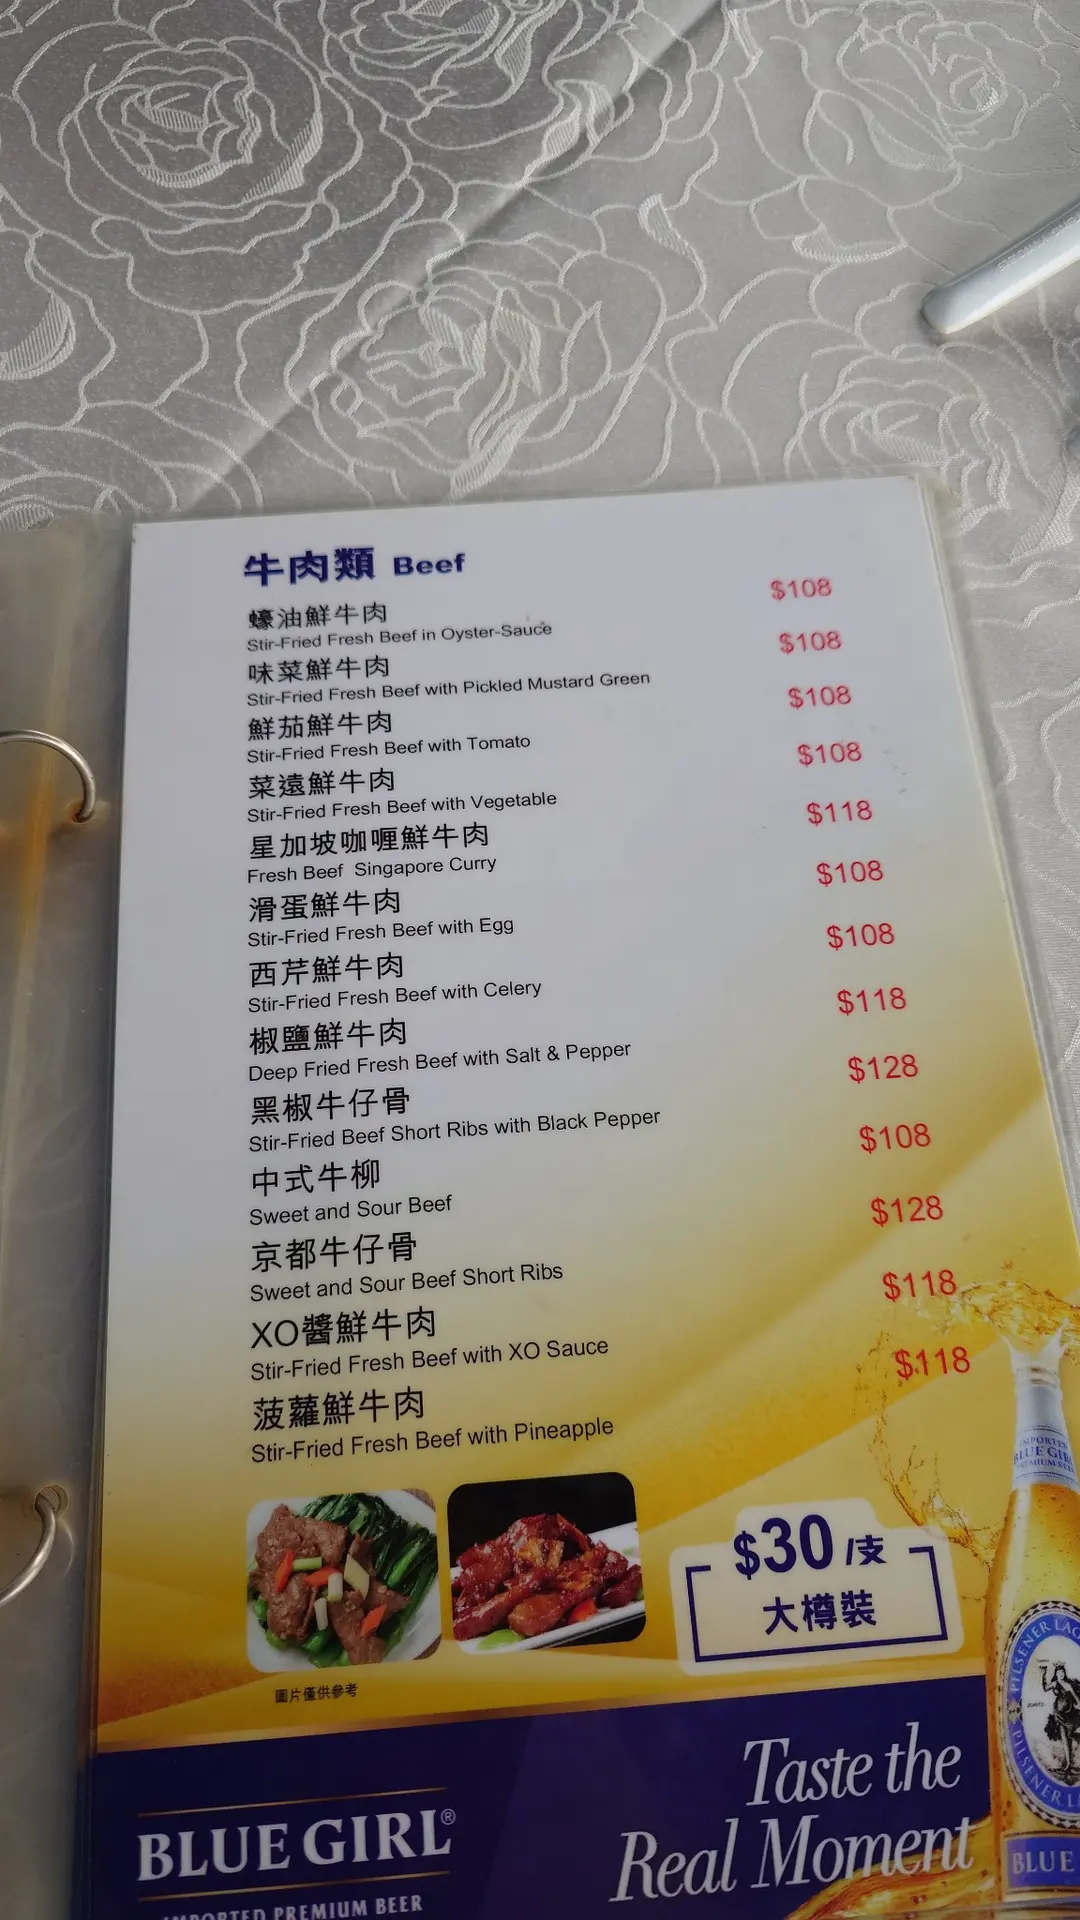 牛肉類 Beef
蠔油鮮牛肉 $108
Stir-Fried Fresh Beef in Oyster-Sauce
味菜鮮牛肉 $108
Stir-Fried Fresh Beef with Pickled Mustard Green
鮮茄鮮牛肉 $108
Stir-Fried Fresh Beef with Tomato
菜遠鮮牛肉 $108
Stir-Fried Fresh Beef with Vegetable
星加坡咖喱鮮牛肉 $118
Fresh Beef Singapore Curry
滑蛋鮮牛肉 $108
Stir-Fried Fresh Beef with Egg
西芹鮮牛肉 $108
Stir-Fried Fresh Beef with Celery
椒鹽鮮牛肉 $118
Deep Fried Fresh Beef with Salt & Pepper
黑椒牛仔骨 $128
Stir-Fried Beef Short Ribs with Black Pepper
中式牛柳 $108
Sweet and Sour Beef
京都牛仔骨 $128
Sweet and Sour Beef Short Ribs
XO醬鮮牛肉 $118
Stir-Fried Fresh Beef with XO Sauce
菠蘿鮮牛肉 $118
Stir-Fried Fresh Beef with Pineapple
$30/支
大樽裝
圖片僅供參考
IMPORTED
BLUE GIRL
PREMIUM BEER
PILSENER LAG
PILSENER L
BLUE
Taste the
Real Moment
BLUE GIRL®
IMPORTED PREMIUM BEER